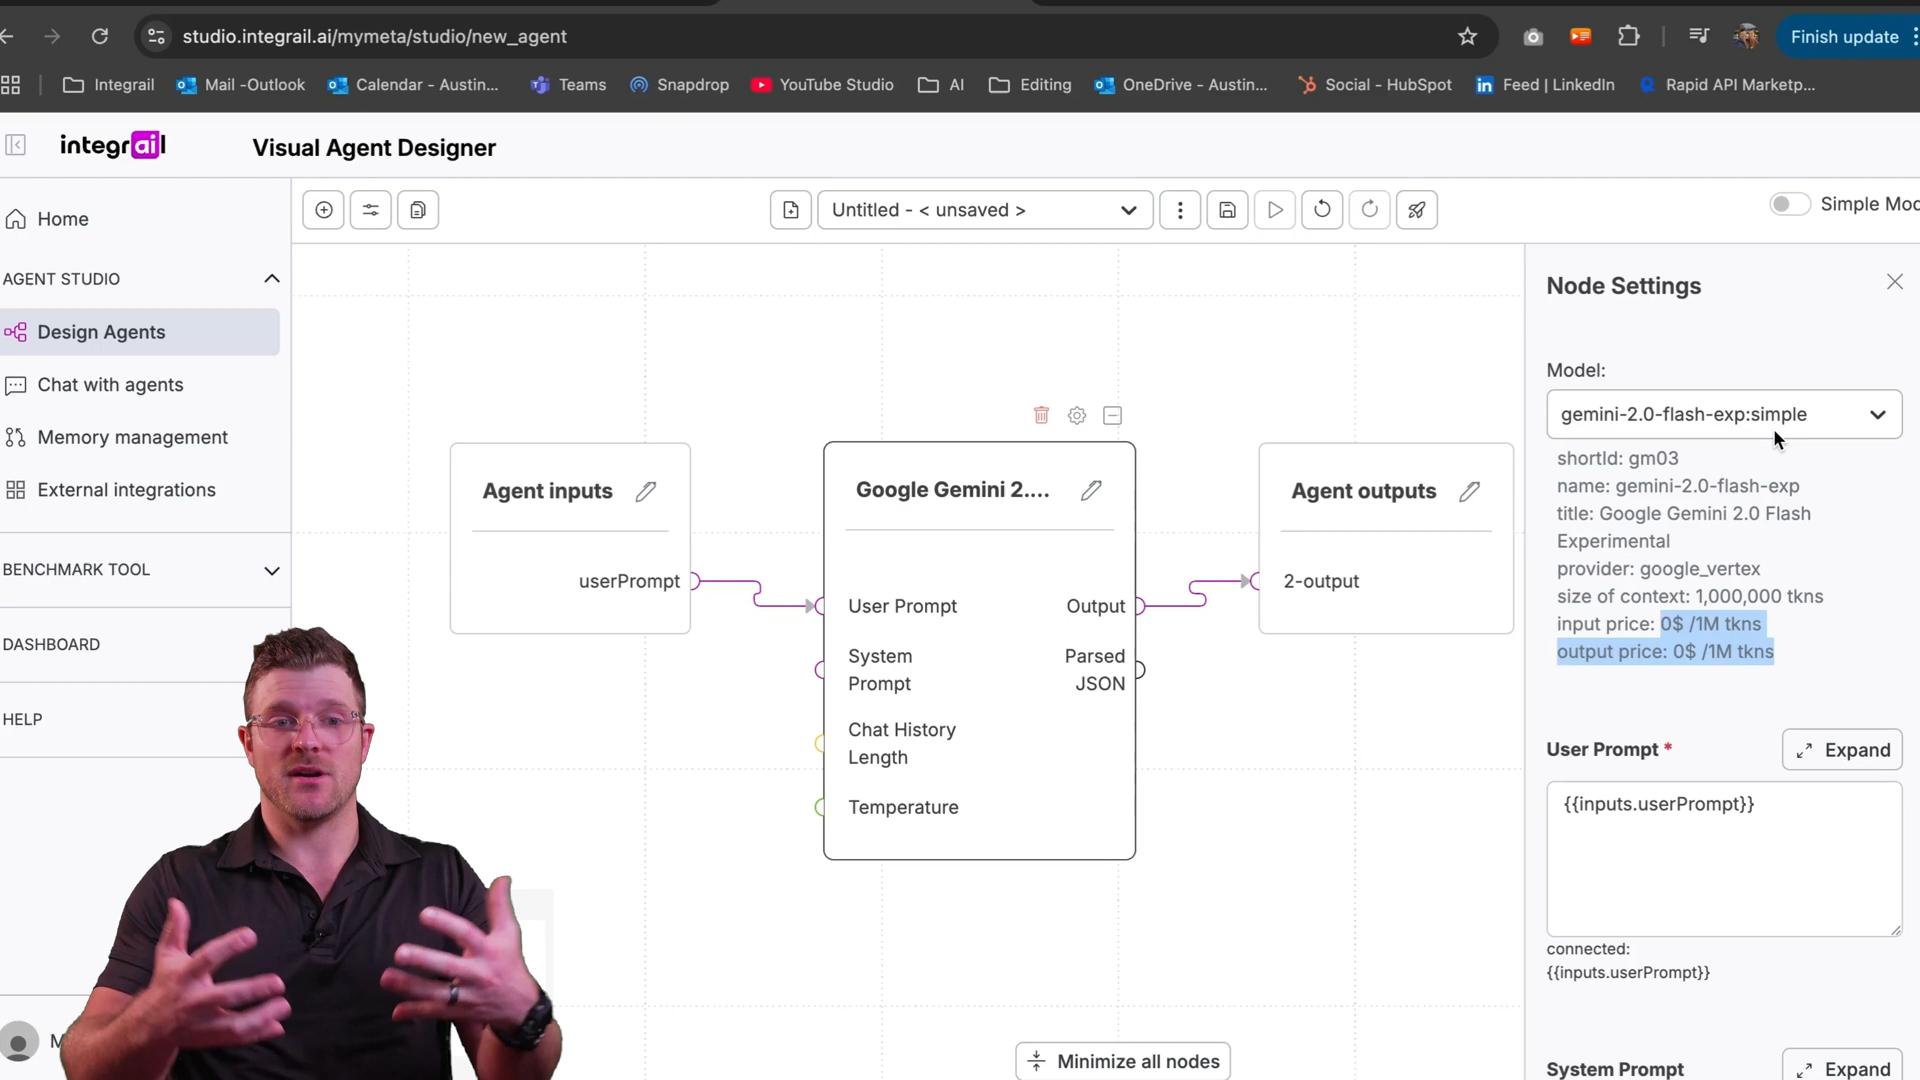 studio.integrail.ai/mymeta/studio/new_agent
Finish update
Integrail
Mail -Outlook
Calendar - Austin...
Teams
Snapdrop
YouTube Studio
AI
Editing
OneDrive - Austin...
Social - HubSpot
Feed | LinkedIn
Rapid API Marketp...
integrail
Visual Agent Designer
Home
AGENT STUDIO
Design Agents
Chat with agents
Memory management
External integrations
BENCHMARK TOOL
DASHBOARD
HELP
M
Untitled - < unsaved >
Simple Mod
Agent inputs
userPrompt
Google Gemini 2....
User Prompt
Output
System
Prompt
Parsed
JSON
Chat History
Length
Temperature
Agent outputs
2-output
Minimize all nodes
Node Settings
Model:
gemini-2.0-flash-exp:simple
shortId: gm03
name: gemini-2.0-flash-exp
title: Google Gemini 2.0 Flash
Experimental
provider: google_vertex
size of context: 1,000,000 tkns
input price: 0$ /1M tkns
output price: 0$ /1M tkns
User Prompt *
Expand
{{inputs.userPrompt}}
connected:
{{inputs.userPrompt}}
System Prompt
Expand